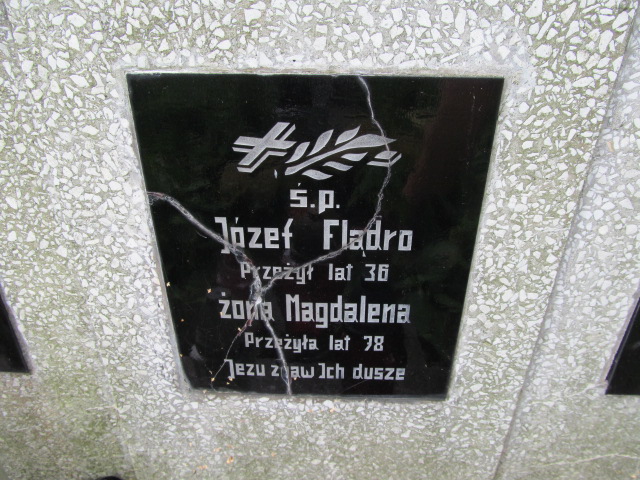 ś.p.
Józef Fladro
Przeżył lat 36
żona Magdalena
Przeżyła lat 78
Jezu zbaw Ich dusze